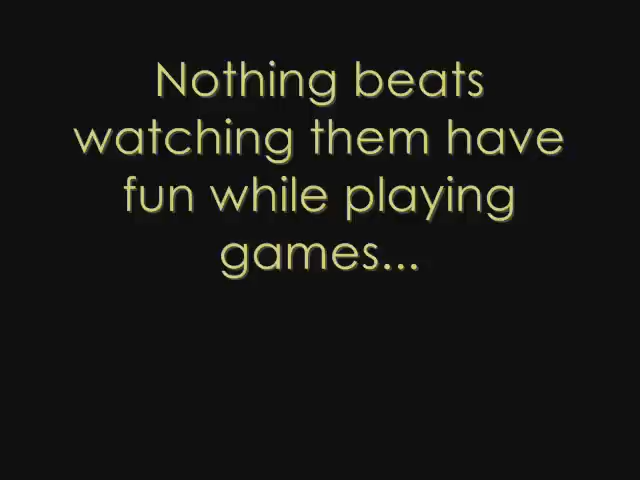 Nothing beats
watching them have
fun while playing
games...